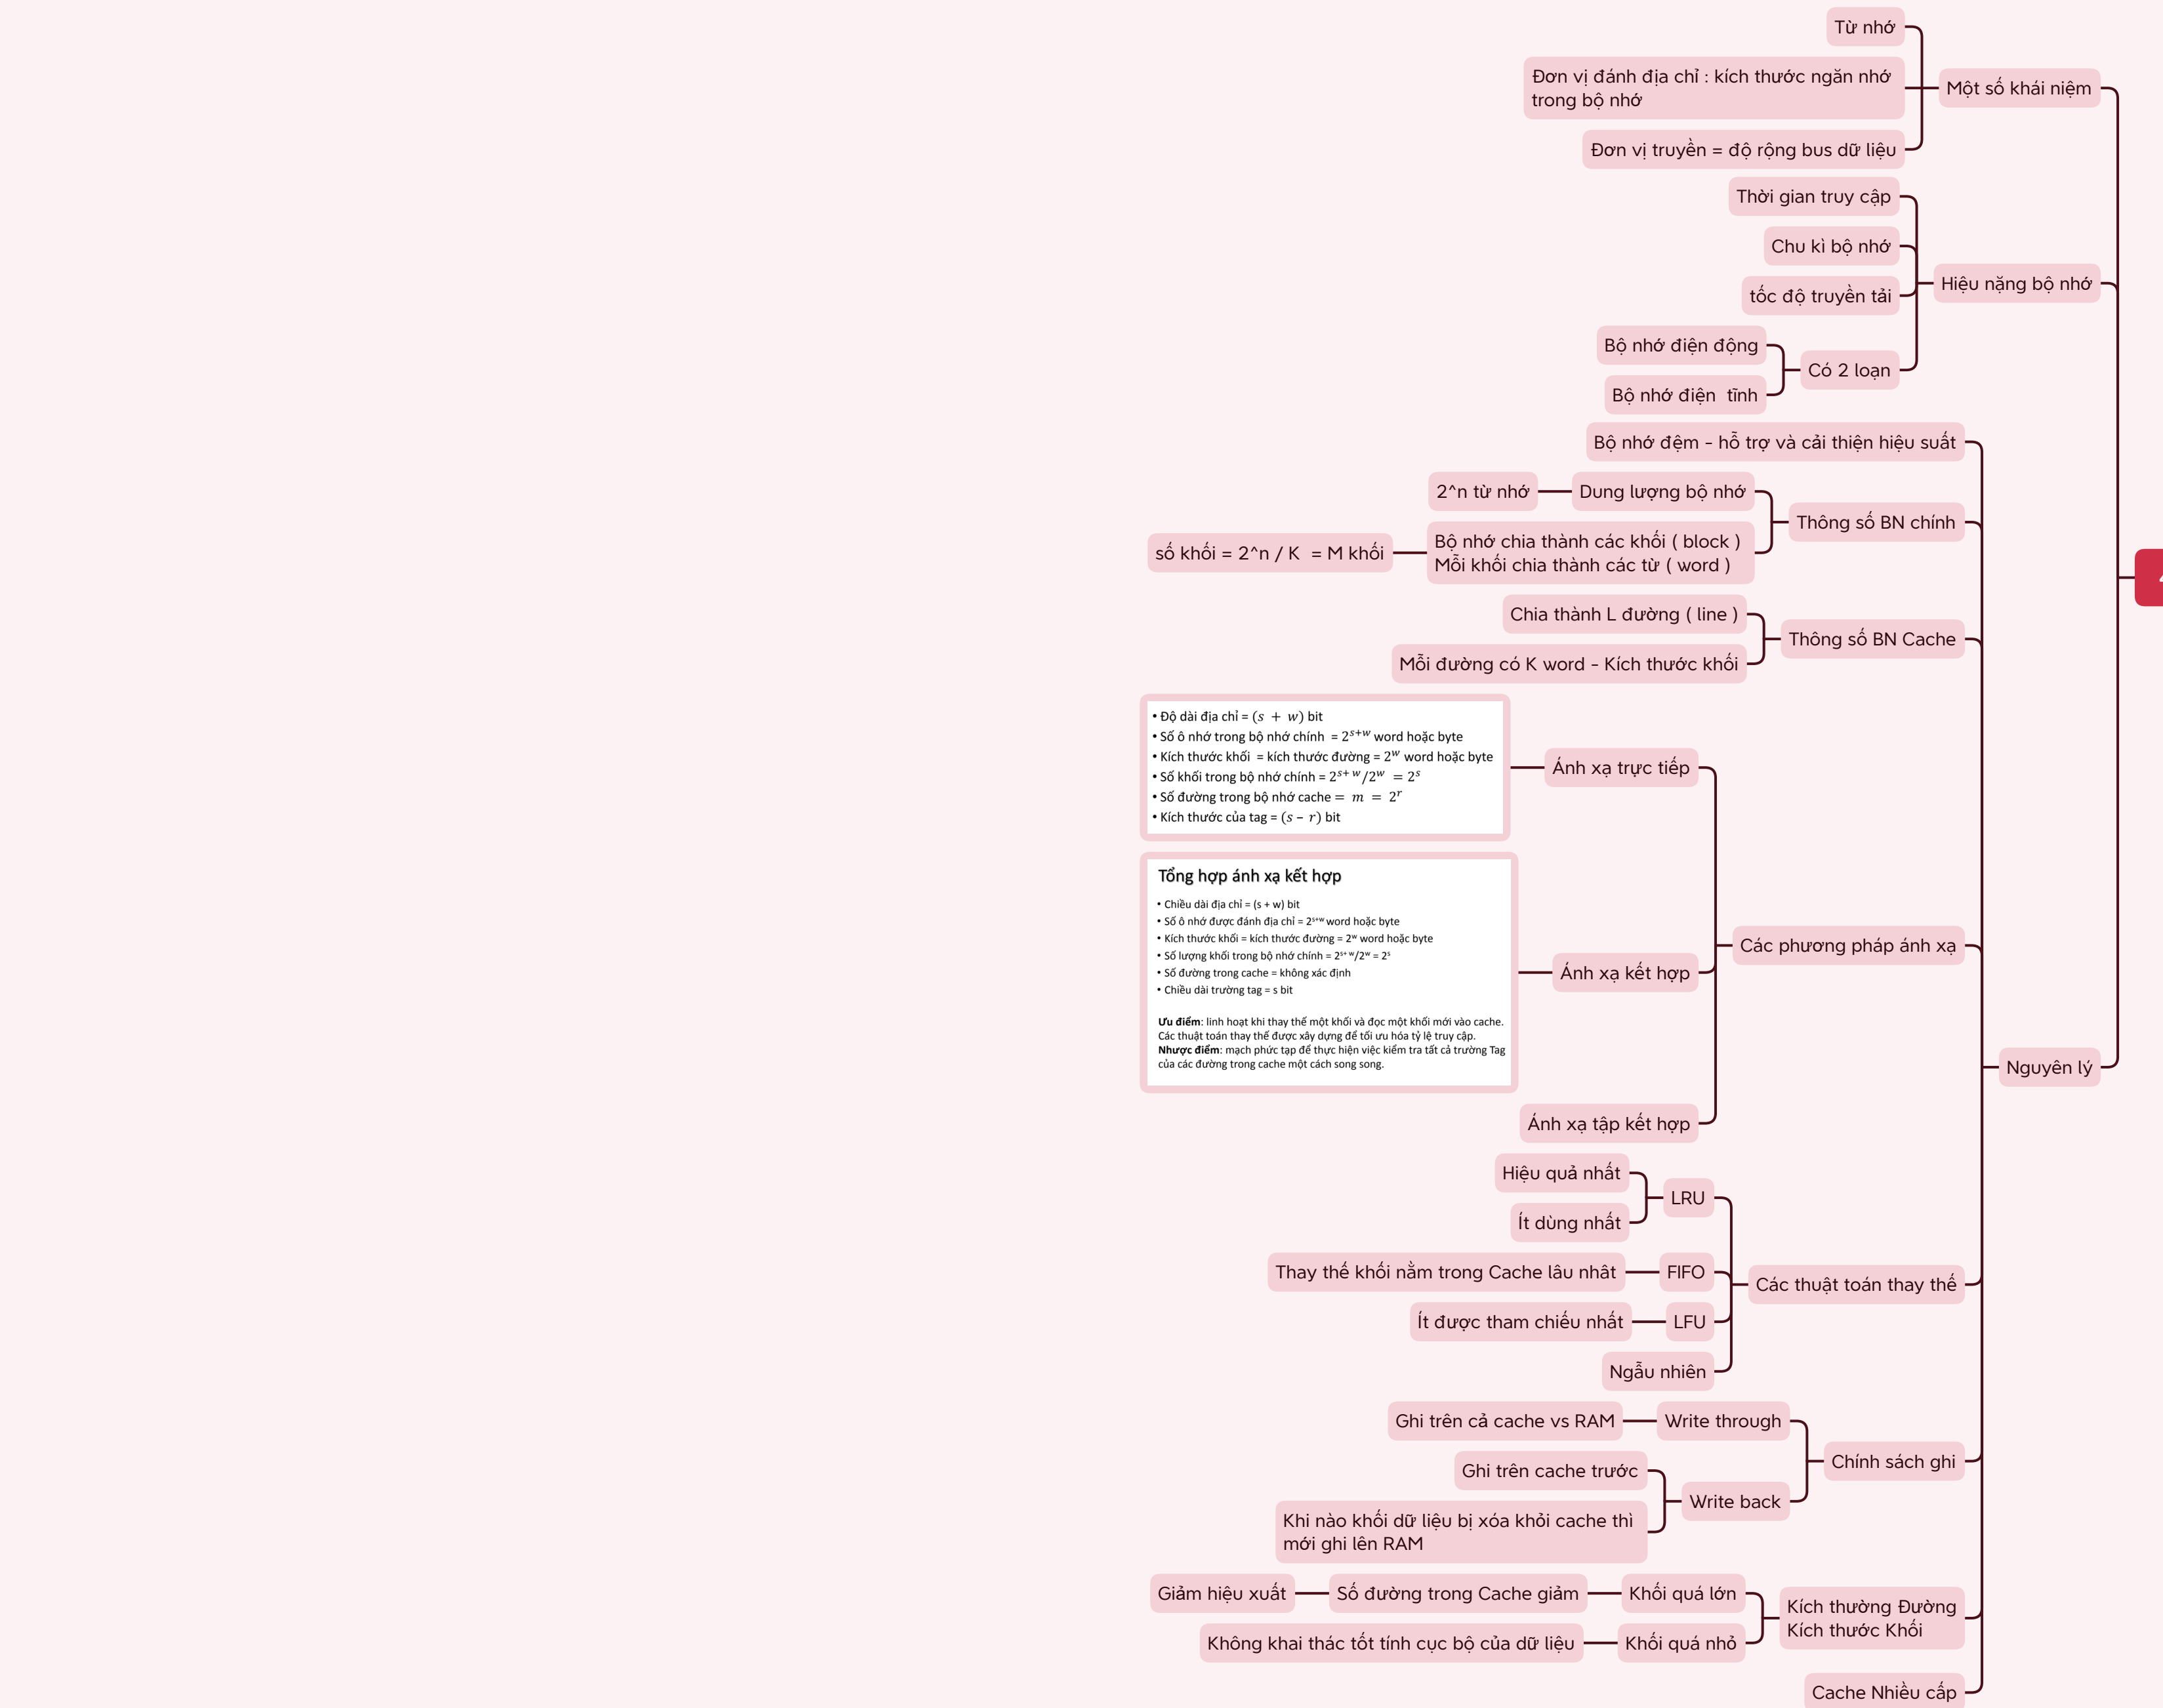 Từ nhớ
Đơn vị đánh địa chỉ : kích thước ngăn nhớ
trong bộ nhớ
Đơn vị truyền = độ rộng bus dữ liệu
Một số khái niệm
Thời gian truy cập
Chu kì bộ nhớ
tốc độ truyền tải
Bộ nhớ điện động
Bộ nhớ điện  tĩnh
Có 2 loạn
Hiệu nặng bộ nhớ
Bộ nhớ đệm - hỗ trợ và cải thiện hiệu suất
2^n từ nhớ
Dung lượng bộ nhớ
số khối = 2^n / K  = M khối
Bộ nhớ chia thành các khối ( block )
Mỗi khối chia thành các từ ( word )
Thông số BN chính
Chia thành L đường ( line )
Mỗi đường có K word - Kích thước khối
Thông số BN Cache
• Độ dài địa chỉ = (s + w) bit
• Số ô nhớ trong bộ nhớ chính = 2^{s+w} word hoặc byte
• Kích thước khối = kích thước đường = 2^w word hoặc byte
• Số khối trong bộ nhớ chính = 2^{s+ w}/2^w = 2^s
• Số đường trong bộ nhớ cache = m = 2^r
• Kích thước của tag = (s – r) bit
Ánh xạ trực tiếp
Tổng hợp ánh xạ kết hợp
• Chiều dài địa chỉ = (s + w) bit
• Số ô nhớ được đánh địa chỉ = 2^{s+w} word hoặc byte
• Kích thước khối = kích thước đường = 2^w word hoặc byte
• Số lượng khối trong bộ nhớ chính = 2^{s+ w}/2^w = 2^s
• Số đường trong cache = không xác định
• Chiều dài trường tag = s bit
Ưu điểm: linh hoạt khi thay thế một khối và đọc một khối mới vào cache.
Các thuật toán thay thế được xây dựng để tối ưu hóa tỷ lệ truy cập.
Nhược điểm: mạch phức tạp để thực hiện việc kiểm tra tất cả trường Tag
của các đường trong cache một cách song song.
Ánh xạ kết hợp
Ánh xạ tập kết hợp
Các phương pháp ánh xạ
Hiệu quả nhất
Ít dùng nhất
LRU
Thay thế khối nằm trong Cache lâu nhât
FIFO
Ít được tham chiếu nhất
LFU
Ngẫu nhiên
Các thuật toán thay thế
Ghi trên cả cache vs RAM
Write through
Ghi trên cache trước
Khi nào khối dữ liệu bị xóa khỏi cache thì
mới ghi lên RAM
Write back
Chính sách ghi
Giảm hiệu xuất
Số đường trong Cache giảm
Khối quá lớn
Không khai thác tốt tính cục bộ của dữ liệu
Khối quá nhỏ
Kích thường Đường
Kích thước Khối
Cache Nhiều cấp
Nguyên lý